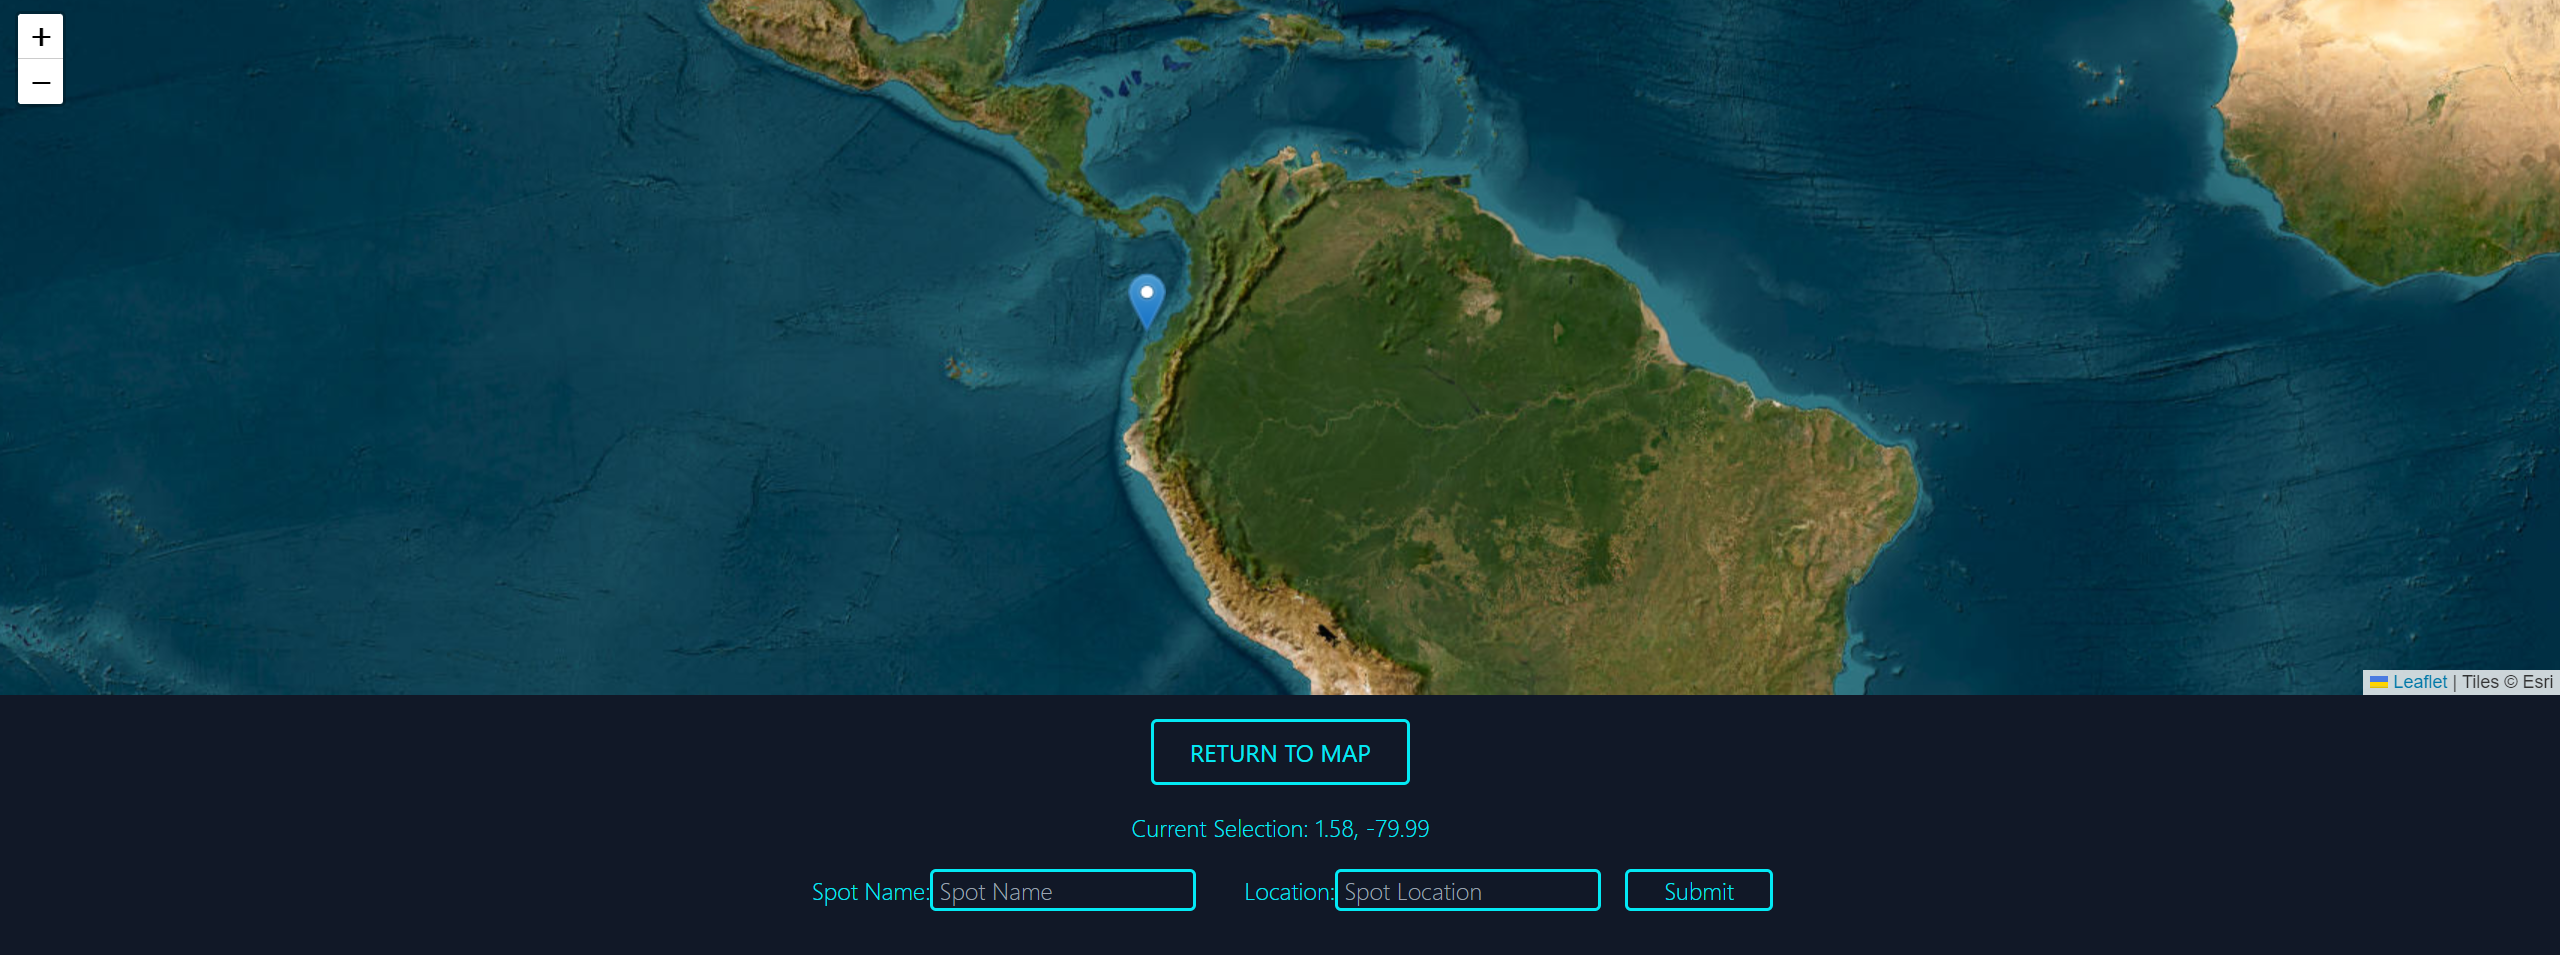 +
−
Leaflet | Tiles © Esri
RETURN TO MAP
Current Selection: 1.58, -79.99
Spot Name: Spot Name Location: Spot Location Submit